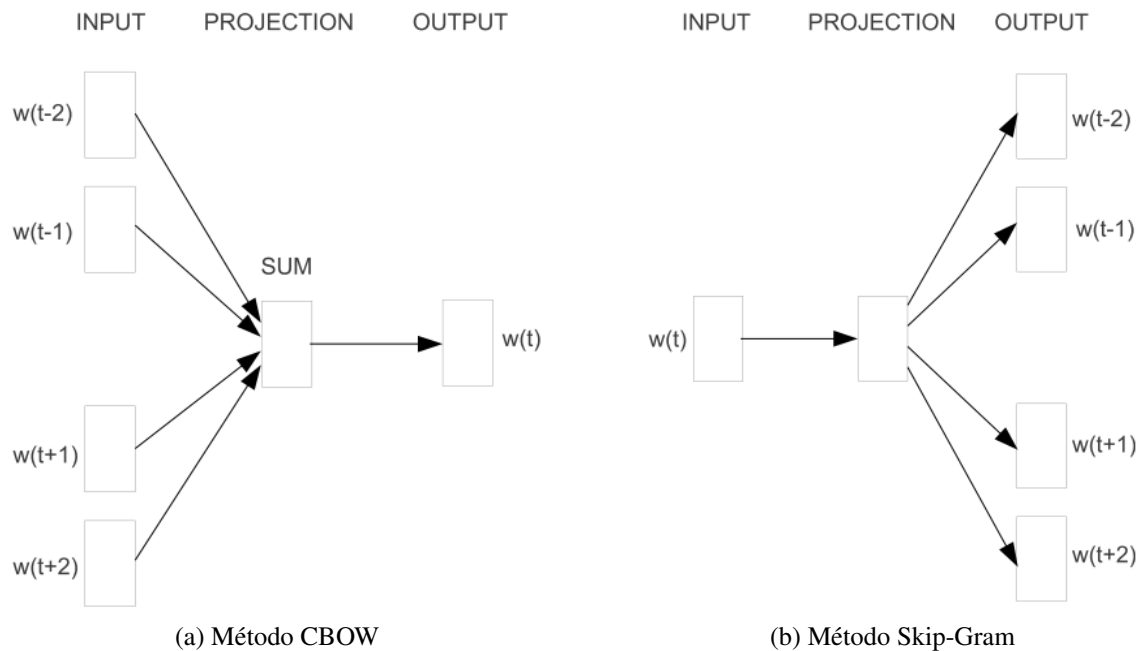 INPUT PROJECTION OUTPUT
w(t-2)
w(t-1)
SUM
w(t)
w(t+1)
w(t+2)
(a) Método CBOW
INPUT PROJECTION OUTPUT
w(t-2)
w(t-1)
w(t)
w(t+1)
w(t+2)
(b) Método Skip-Gram